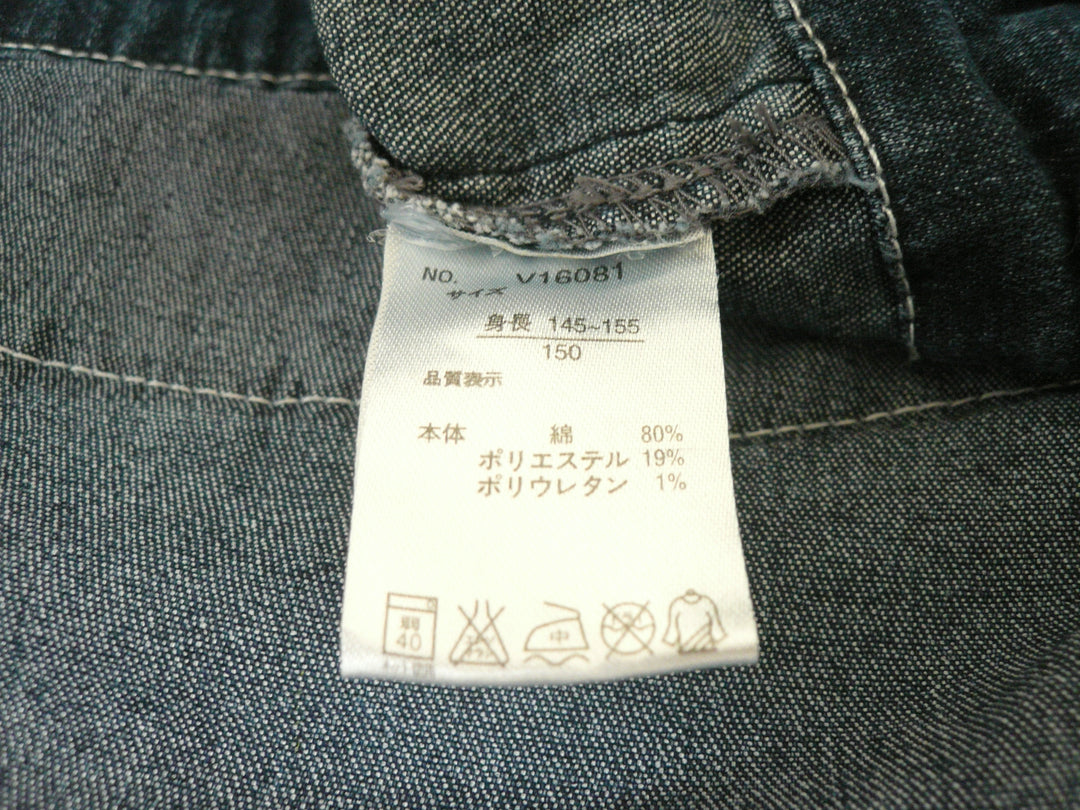 NO. V16081
サイズ
身長 145~155
150
品質表示
本体 綿 80%
ポリエステル 19%
ポリウレタン 1%
弱
40
中